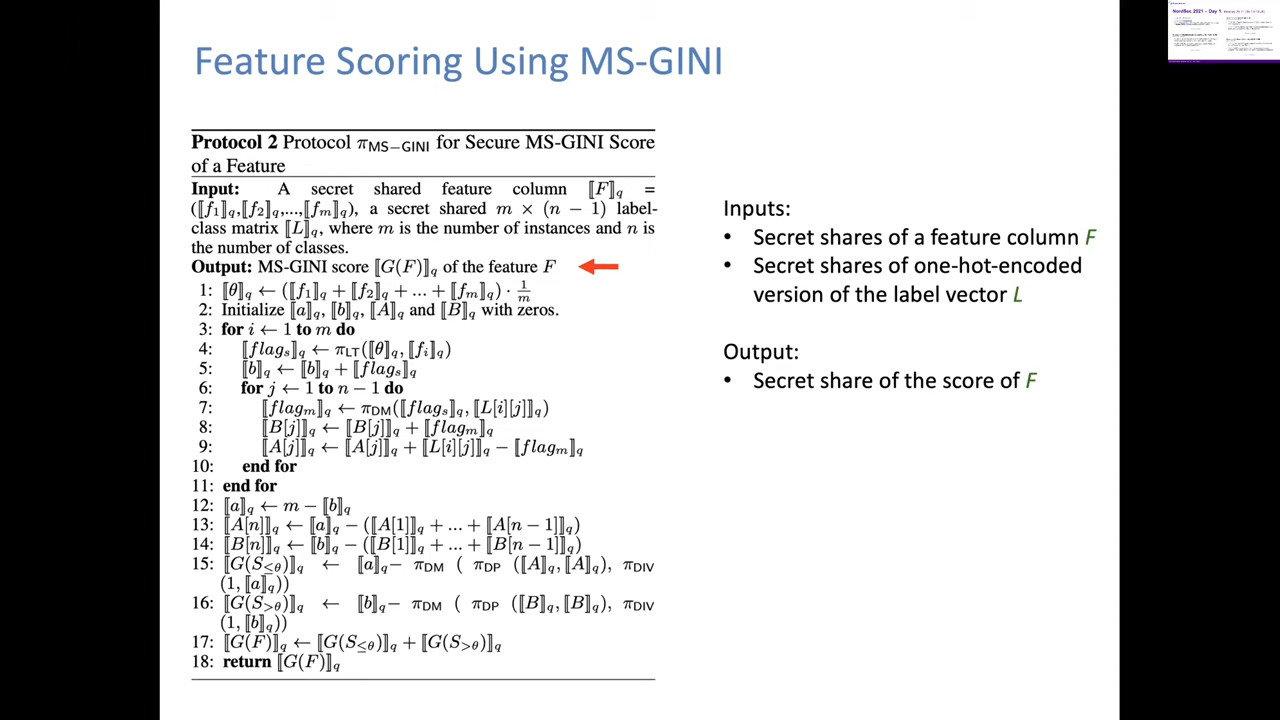 Feature Scoring Using MS-GINI
NordSec 2021 – Day 1
Protocol 2 Protocol π_MS−GINI for Secure MS-GINI Score
of a Feature
Input: A secret shared feature column ⟦F⟧_q =
(⟦f_1⟧_q,⟦f_2⟧_q,...,⟦f_m⟧_q), a secret shared m × (n − 1) label-
class matrix ⟦L⟧_q, where m is the number of instances and n is
the number of classes.
Output: MS-GINI score ⟦G(F)⟧_q of the feature F
1: ⟦θ⟧_q ← (⟦f_1⟧_q + ⟦f_2⟧_q + ... + ⟦f_m⟧_q) · 1/m
2: Initialize ⟦a⟧_q, ⟦b⟧_q, ⟦A⟧_q and ⟦B⟧_q with zeros.
3: for i ← 1 to m do
4: ⟦flag_s⟧_q ← π_LT(⟦θ⟧_q, ⟦f_i⟧_q)
5: ⟦b⟧_q ← ⟦b⟧_q + ⟦flag_s⟧_q
6: for j ← 1 to n − 1 do
7: ⟦flag_m⟧_q ← π_DM(⟦flag_s⟧_q, ⟦L[i][j]⟧_q)
8: ⟦B[j]⟧_q ← ⟦B[j]⟧_q + ⟦flag_m⟧_q
9: ⟦A[j]⟧_q ← ⟦A[j]⟧_q + ⟦L[i][j]⟧_q − ⟦flag_m⟧_q
10: end for
11: end for
12: ⟦a⟧_q ← m − ⟦b⟧_q
13: ⟦A[n]⟧_q ← ⟦a⟧_q − (⟦A[1]⟧_q + ... + ⟦A[n − 1]⟧_q)
14: ⟦B[n]⟧_q ← ⟦b⟧_q − (⟦B[1]⟧_q + ... + ⟦B[n − 1]⟧_q)
15: ⟦G(S_≤θ)⟧_q ← ⟦a⟧_q− π_DM ( π_DP (⟦A⟧_q,⟦A⟧_q), π_DIV
(1,⟦a⟧_q))
16: ⟦G(S_>θ)⟧_q ← ⟦b⟧_q− π_DM ( π_DP (⟦B⟧_q,⟦B⟧_q), π_DIV
(1,⟦b⟧_q))
17: ⟦G(F)⟧_q ← ⟦G(S_≤θ)⟧_q + ⟦G(S_>θ)⟧_q
18: return ⟦G(F)⟧_q
Inputs:
• Secret shares of a feature column F
• Secret shares of one-hot-encoded
version of the label vector L
Output:
• Secret share of the score of F